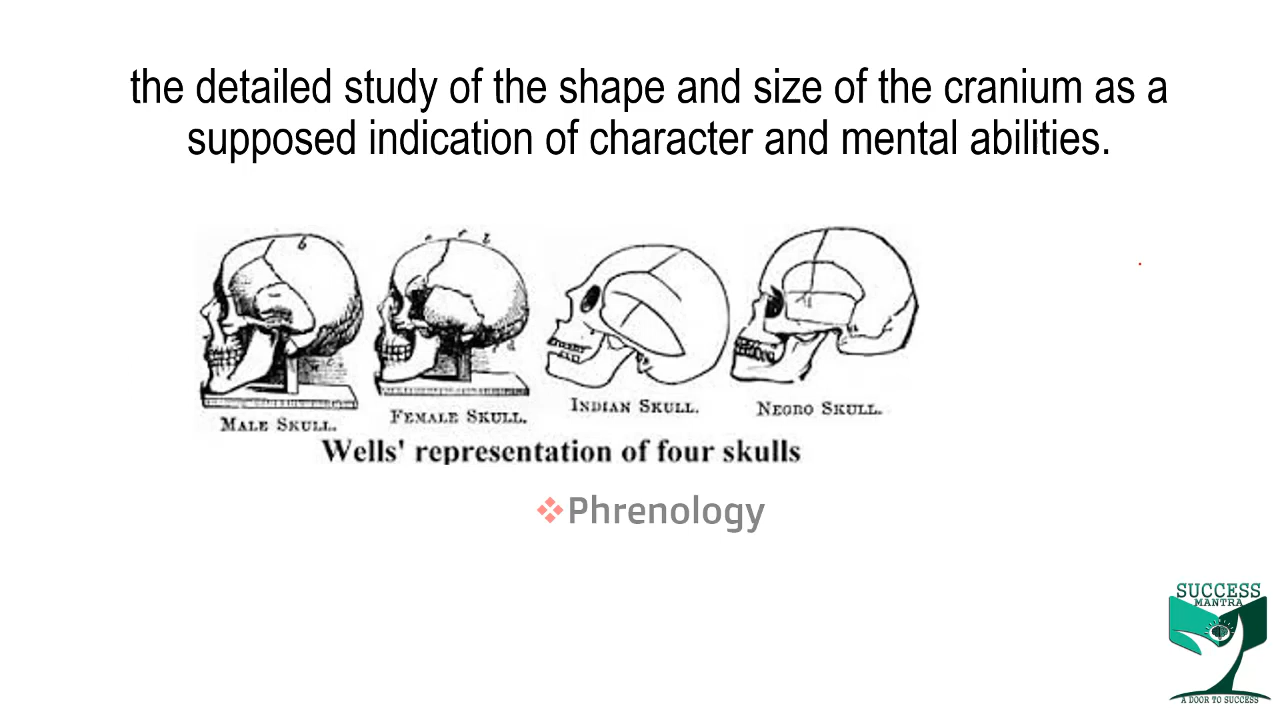 the detailed study of the shape and size of the cranium as a
supposed indication of character and mental abilities.
MALE SKULL.
FEMALE SKULL.
INDIAN SKULL.
NEGRO SKULL.
Wells' representation of four skulls
Phrenology
SUCCESS
MANTRA
A DOOR TO SUCCESS